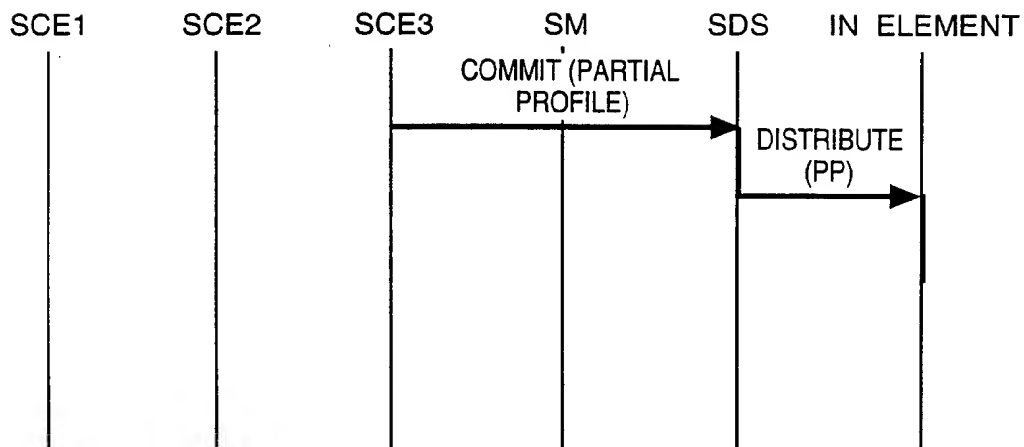 SCE1 SCE2 SCE3 SM SDS IN ELEMENT
COMMIT (PARTIAL
PROFILE)
DISTRIBUTE
(PP)